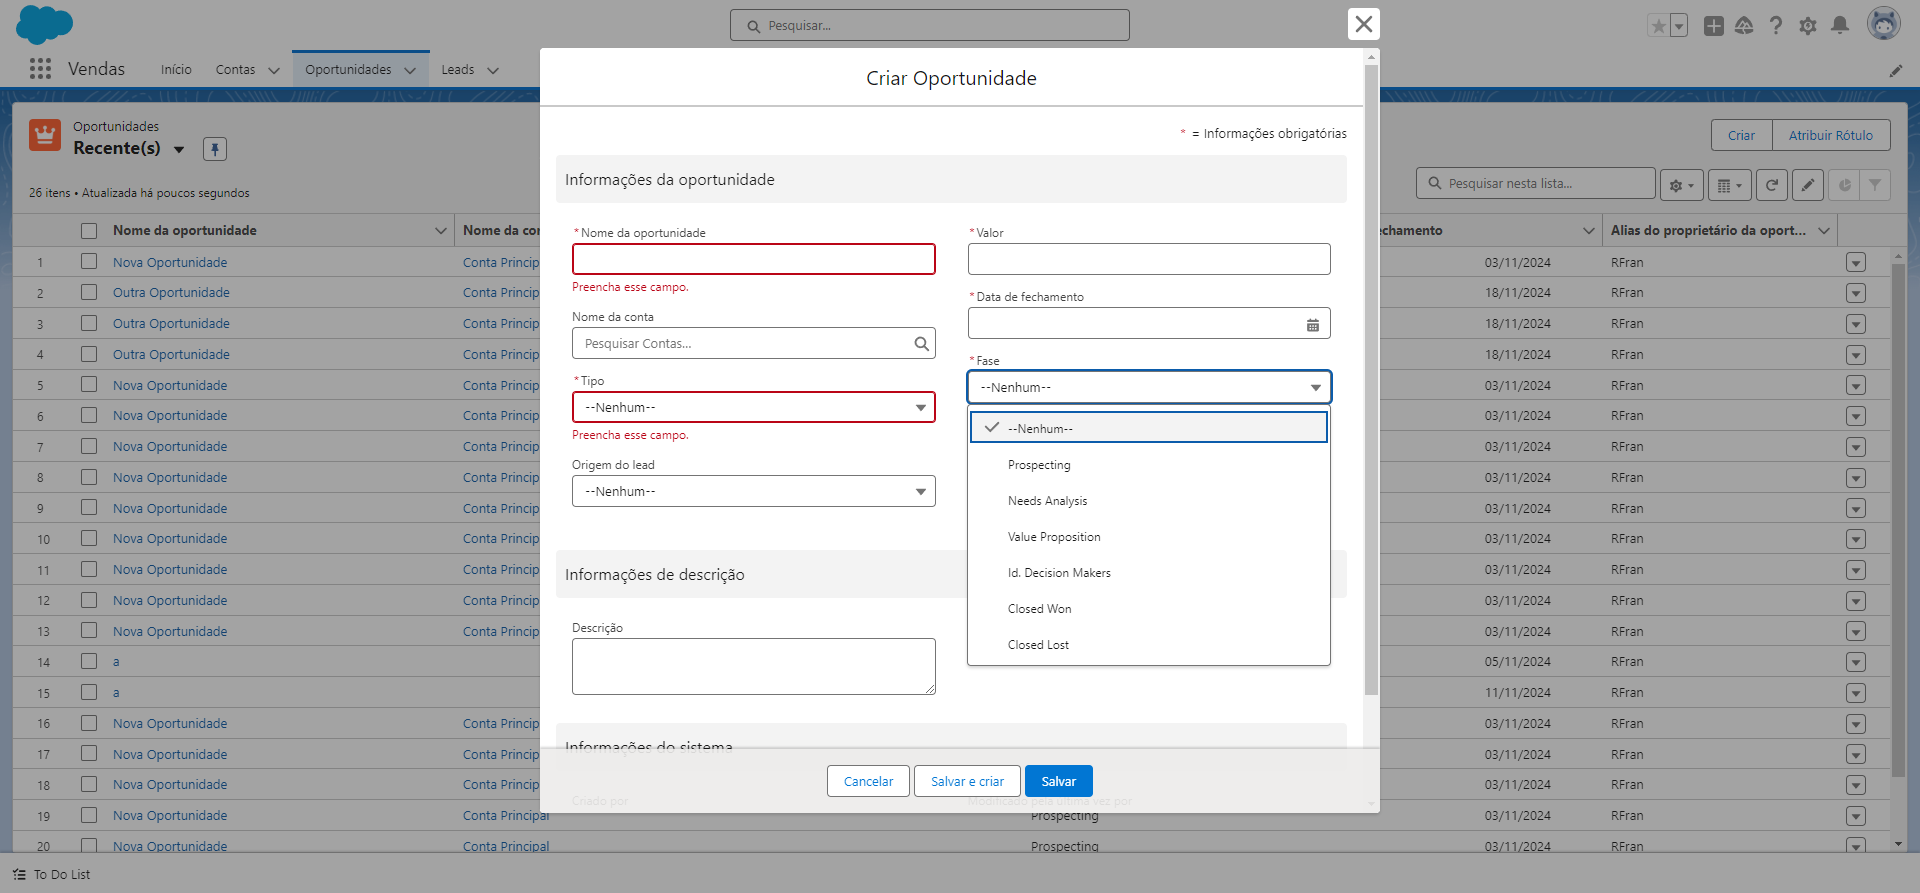 Pesquisar...
Vendas
Início
Contas
Oportunidades
Leads
Criar Oportunidade
* = Informações obrigatórias
Informações da oportunidade
*Nome da oportunidade
Preencha esse campo.
Nome da conta
Pesquisar Contas...
*Tipo
--Nenhum--
Preencha esse campo.
Origem do lead
--Nenhum--
*Valor
*Data de fechamento
*Fase
--Nenhum--
--Nenhum--
Prospecting
Needs Analysis
Value Proposition
Id. Decision Makers
Closed Won
Closed Lost
Informações de descrição
Descrição
Informações do sistema
Criado por
Modificado pela última vez por
Cancelar
Salvar e criar
Salvar
Oportunidades
Recente(s)
26 itens • Atualizada há poucos segundos
Criar
Atribuir Rótulo
Pesquisar nesta lista...
Nome da oportunidade
Nome da con
echamento
Alias do proprietário da oport...
1 Nova Oportunidade Conta Princip 03/11/2024 RFran
2 Outra Oportunidade Conta Princip 18/11/2024 RFran
3 Outra Oportunidade Conta Princip 18/11/2024 RFran
4 Outra Oportunidade Conta Princip 18/11/2024 RFran
5 Nova Oportunidade Conta Princip 03/11/2024 RFran
6 Nova Oportunidade Conta Princip 03/11/2024 RFran
7 Nova Oportunidade Conta Princip 03/11/2024 RFran
8 Nova Oportunidade Conta Princip 03/11/2024 RFran
9 Nova Oportunidade Conta Princip 03/11/2024 RFran
10 Nova Oportunidade Conta Princip 03/11/2024 RFran
11 Nova Oportunidade Conta Princip 03/11/2024 RFran
12 Nova Oportunidade Conta Princip 03/11/2024 RFran
13 Nova Oportunidade Conta Princip 03/11/2024 RFran
14 a 05/11/2024 RFran
15 a 11/11/2024 RFran
16 Nova Oportunidade Conta Princip 03/11/2024 RFran
17 Nova Oportunidade Conta Princip 03/11/2024 RFran
18 Nova Oportunidade Conta Princip 03/11/2024 RFran
19 Nova Oportunidade Conta Principal Prospecting 03/11/2024 RFran
20 Nova Oportunidade Conta Principal Prospecting 03/11/2024 RFran
To Do List